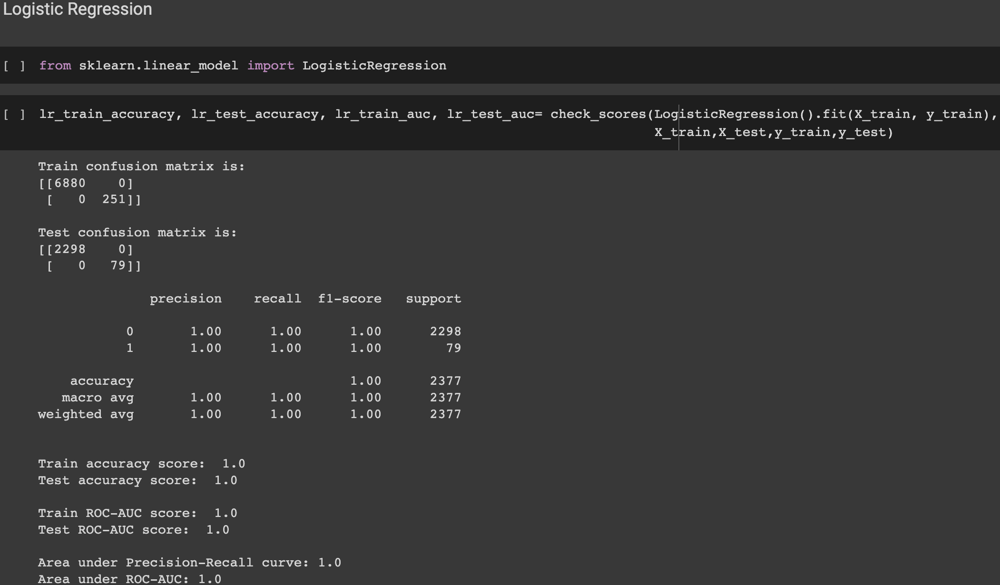 Logistic Regression
[ ] from sklearn.linear_model import LogisticRegression
[ ] lr_train_accuracy, lr_test_accuracy, lr_train_auc, lr_test_auc= check_scores(LogisticRegression().fit(X_train, y_train),
X_train,X_test,y_train,y_test)
Train confusion matrix is:
[[6880    0]
 [   0  251]]
Test confusion matrix is:
[[2298    0]
 [   0   79]]
precision    recall  f1-score   support
0       1.00      1.00      1.00      2298
1       1.00      1.00      1.00        79
accuracy                           1.00      2377
macro avg       1.00      1.00      1.00      2377
weighted avg       1.00      1.00      1.00      2377
Train accuracy score:  1.0
Test accuracy score:  1.0
Train ROC-AUC score:  1.0
Test ROC-AUC score:  1.0
Area under Precision-Recall curve: 1.0
Area under ROC-AUC: 1.0